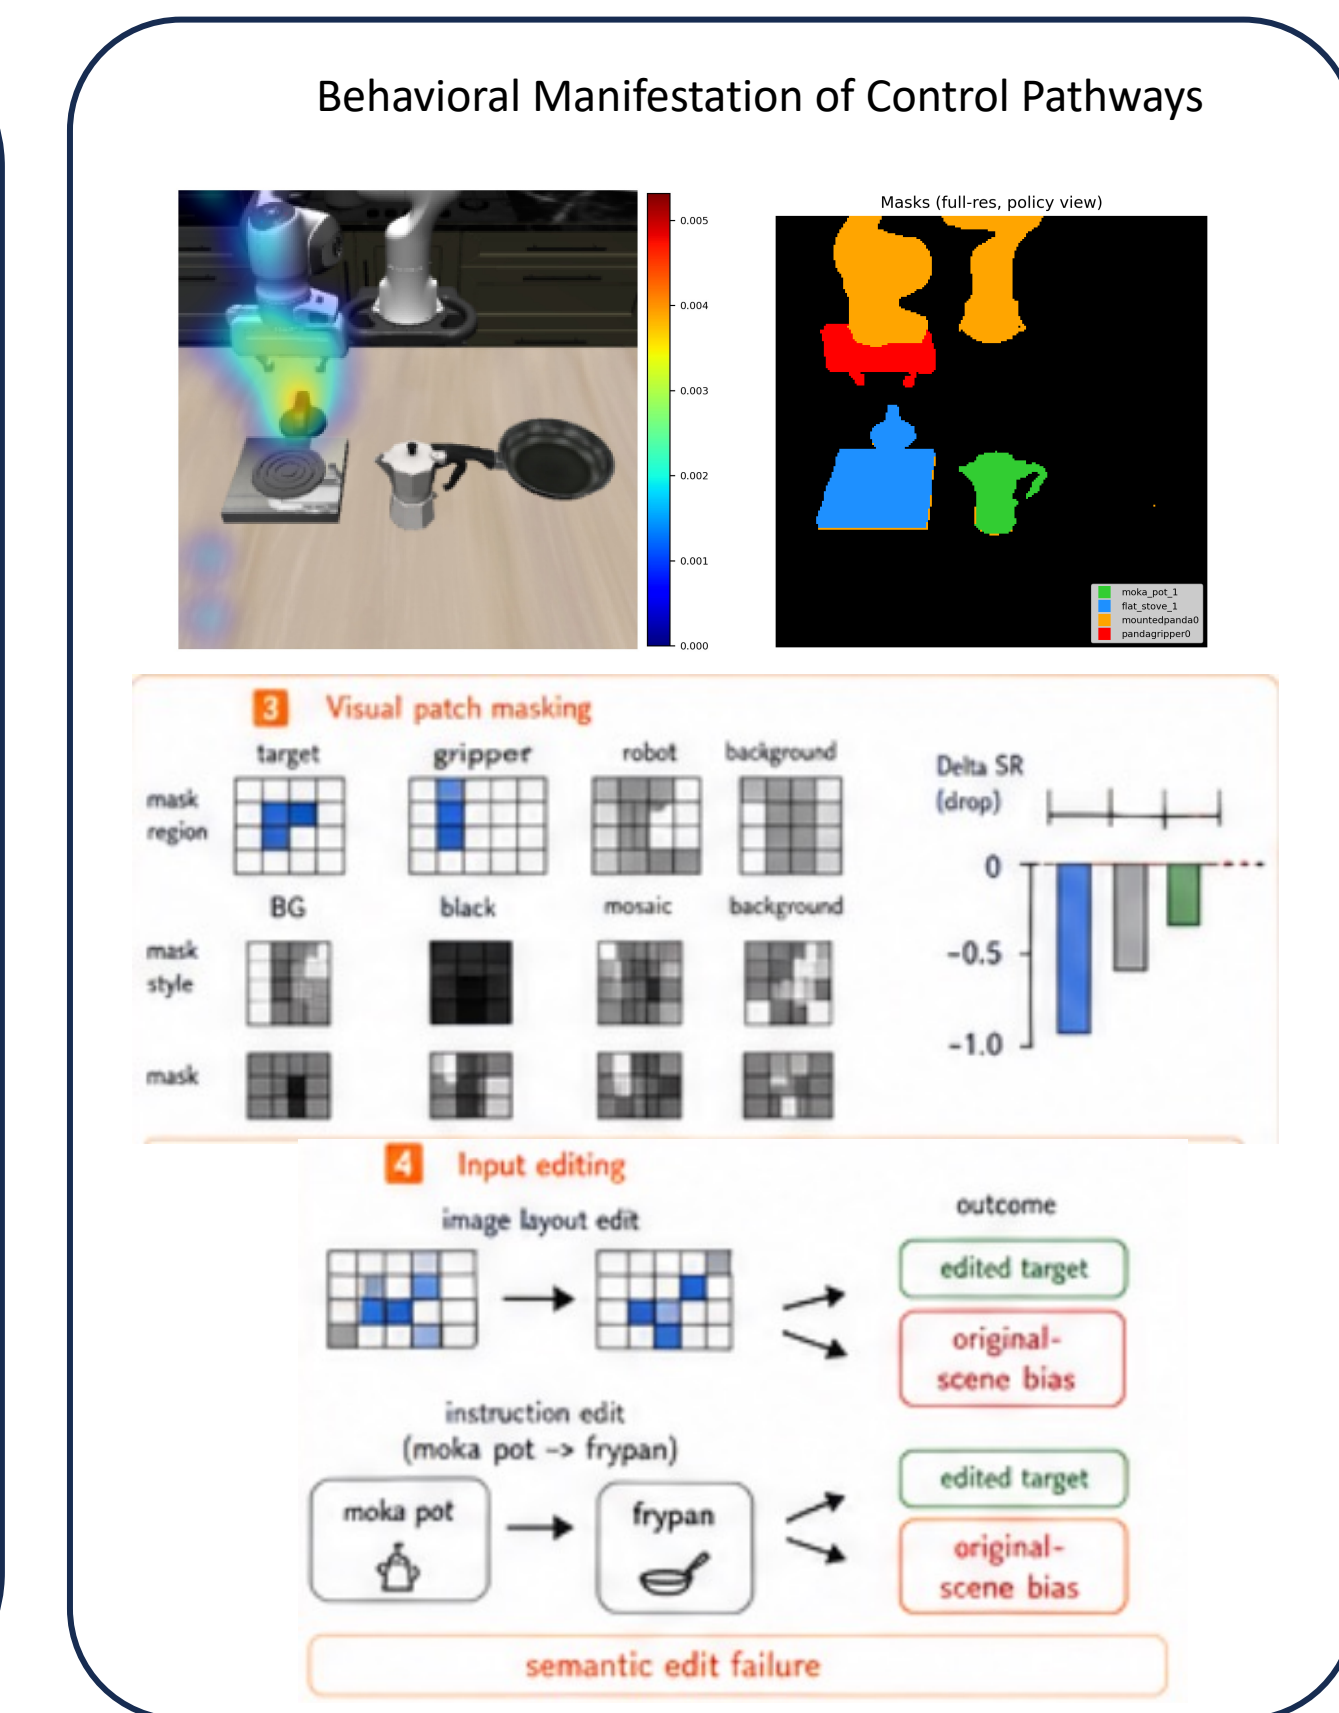 Behavioral Manifestation of Control Pathways
0.005
0.004
0.003
0.002
0.001
0.000
Masks (full-res, policy view)
moka_pot_1
flat_stove_1
mountedpanda0
pandagripper0
3 Visual patch masking
target gripper robot background
mask
region
BG black mosaic background
mask
style
mask
Delta SR
(drop)
0
-0.5
-1.0
4 Input editing
image layout edit
outcome
edited target
original-
scene bias
instruction edit
(moka pot -> frypan)
moka pot
frypan
edited target
original-
scene bias
semantic edit failure